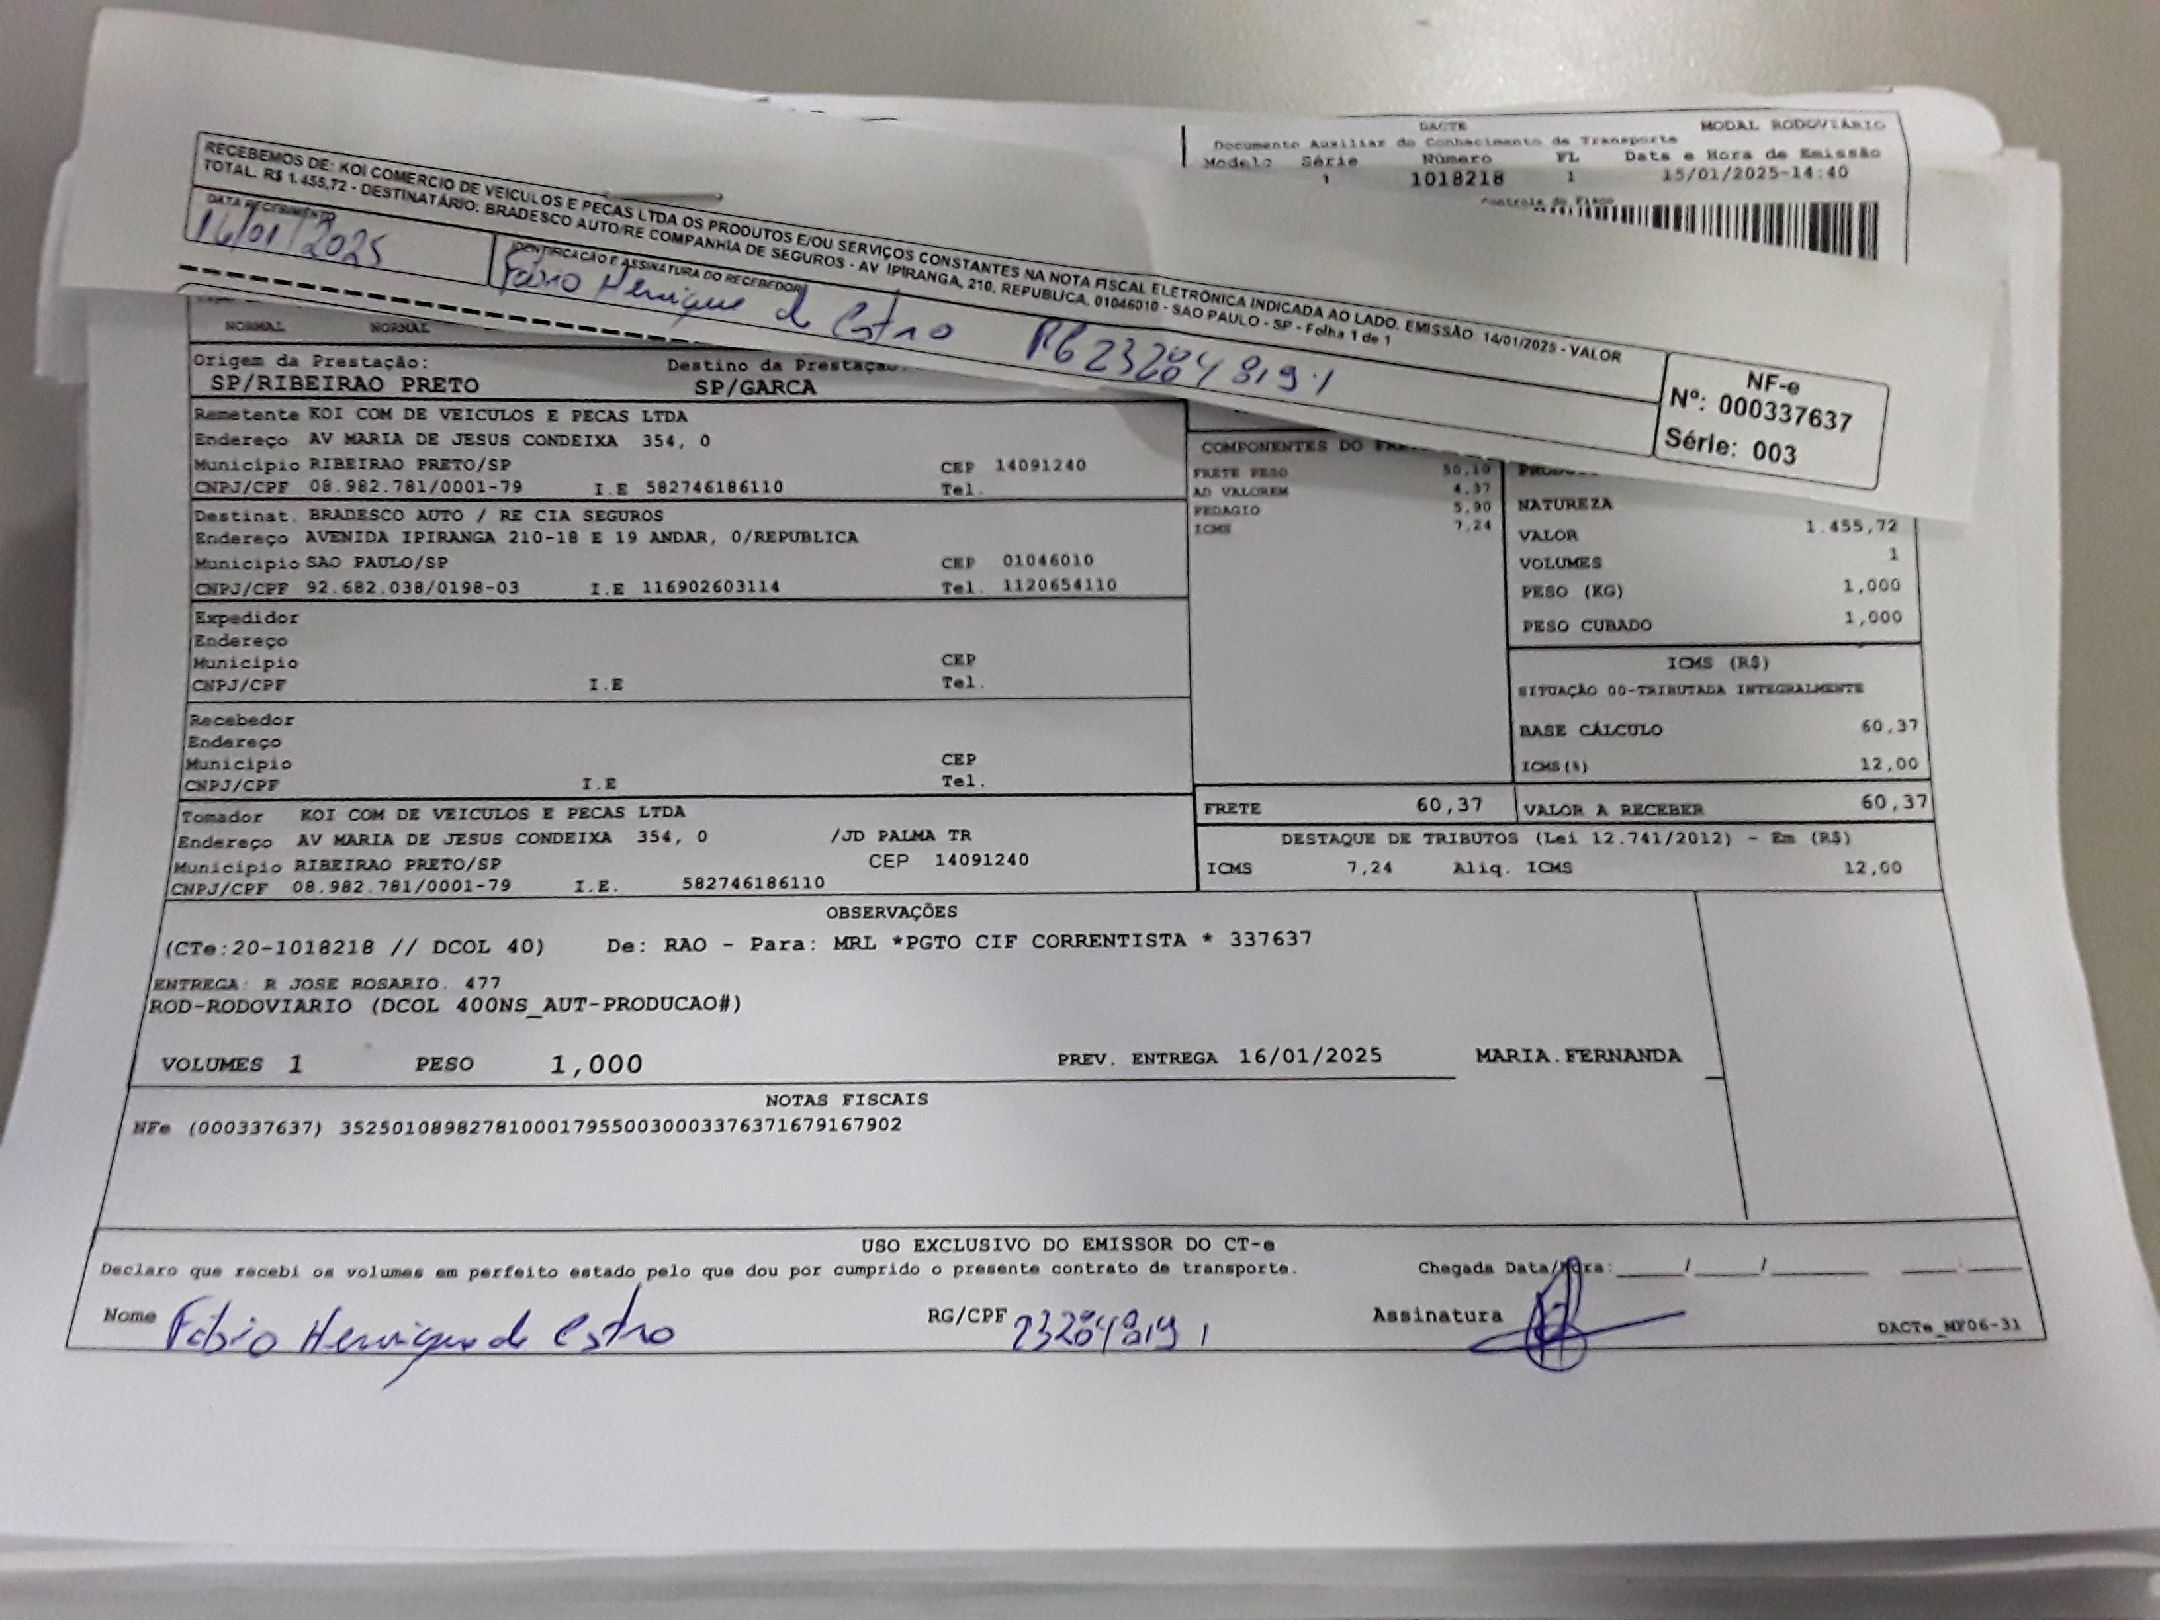 RECEBEMOS DE: KOI COMERCIO DE VEICULOS E PECAS LTDA OS PRODUTOS E/OU SERVIÇOS CONSTANTES NA NOTA FISCAL ELETRÔNICA INDICADA AO LADO. EMISSÃO: 14/01/2025 - VALOR
TOTAL: R$ 1.455,72 - DESTINATÁRIO: BRADESCO AUTO/RE COMPANHIA DE SEGUROS - AV IPIRANGA, 210, REPUBLICA, 01046010 - SAO PAULO - SP - Folha 1 de 1
DATA RECEBIMENTO
16/01/2025
IDENTIFICAÇÃO E ASSINATURA DO RECEBEDOR
Fabio Henrique de Castro RG
NF-e
Nº: 000337637
Série: 003
DACTE MODAL RODOVIÁRIO
Documento Auxiliar do Conhecimento de Transporte
Modelo Série Número FL Data e Hora de Emissão
1 1018218 1 15/01/2025-14:40
Controle do Fisco
NORMAL NORMAL
Origem da Prestação: Destino da Prestação:
SP/RIBEIRAO PRETO SP/GARCA
Remetente KOI COM DE VEICULOS E PECAS LTDA
Endereço AV MARIA DE JESUS CONDEIXA 354, 0
Município RIBEIRAO PRETO/SP CEP 14091240
CNPJ/CPF 08.982.781/0001-79 I.E 582746186110 Tel.
Destinat. BRADESCO AUTO / RE CIA SEGUROS
Endereço AVENIDA IPIRANGA 210-18 E 19 ANDAR, 0/REPUBLICA
Município SAO PAULO/SP CEP 01046010
CNPJ/CPF 92.682.038/0198-03 I.E 116902603114 Tel. 1120654110
Expedidor
Endereço
Município CEP
CNPJ/CPF I.E Tel.
Recebedor
Endereço
Município CEP
CNPJ/CPF I.E Tel.
Tomador KOI COM DE VEICULOS E PECAS LTDA
Endereço AV MARIA DE JESUS CONDEIXA 354, 0 /JD PALMA TR
Município RIBEIRAO PRETO/SP CEP 14091240
CNPJ/CPF 08.982.781/0001-79 I.E. 582746186110
COMPONENTES DO
FRETE PESO 50,10
AD VALOREM 4,37
PEDAGIO 5,90
ICMS 7,24
NATUREZA
VALOR 1.455,72
VOLUMES 1
PESO (KG) 1,000
PESO CUBADO 1,000
ICMS (R$)
SITUAÇÃO 00-TRIBUTADA INTEGRALMENTE
BASE CÁLCULO 60,37
ICMS(%) 12,00
FRETE 60,37 VALOR A RECEBER 60,37
DESTAQUE DE TRIBUTOS (Lei 12.741/2012) - Em (R$)
ICMS 7,24 Aliq. ICMS 12,00
OBSERVAÇÕES
(CTe:20-1018218 // DCOL 40) De: RAO - Para: MRL *PGTO CIF CORRENTISTA * 337637
ENTREGA: R JOSE ROSARIO. 477
ROD-RODOVIARIO (DCOL 400NS_AUT-PRODUCAO#)
VOLUMES 1 PESO 1,000 PREV. ENTREGA 16/01/2025 MARIA.FERNANDA
NOTAS FISCAIS
NFe (000337637) 35250108982781000179550030003376371679167902
USO EXCLUSIVO DO EMISSOR DO CT-e
Declaro que recebi os volumes em perfeito estado pelo que dou por cumprido o presente contrato de transporte. Chegada Data/Hora: / / :
Nome Fabio Henrique de Castro RG/CPF Assinatura
DACTe_MF06-31